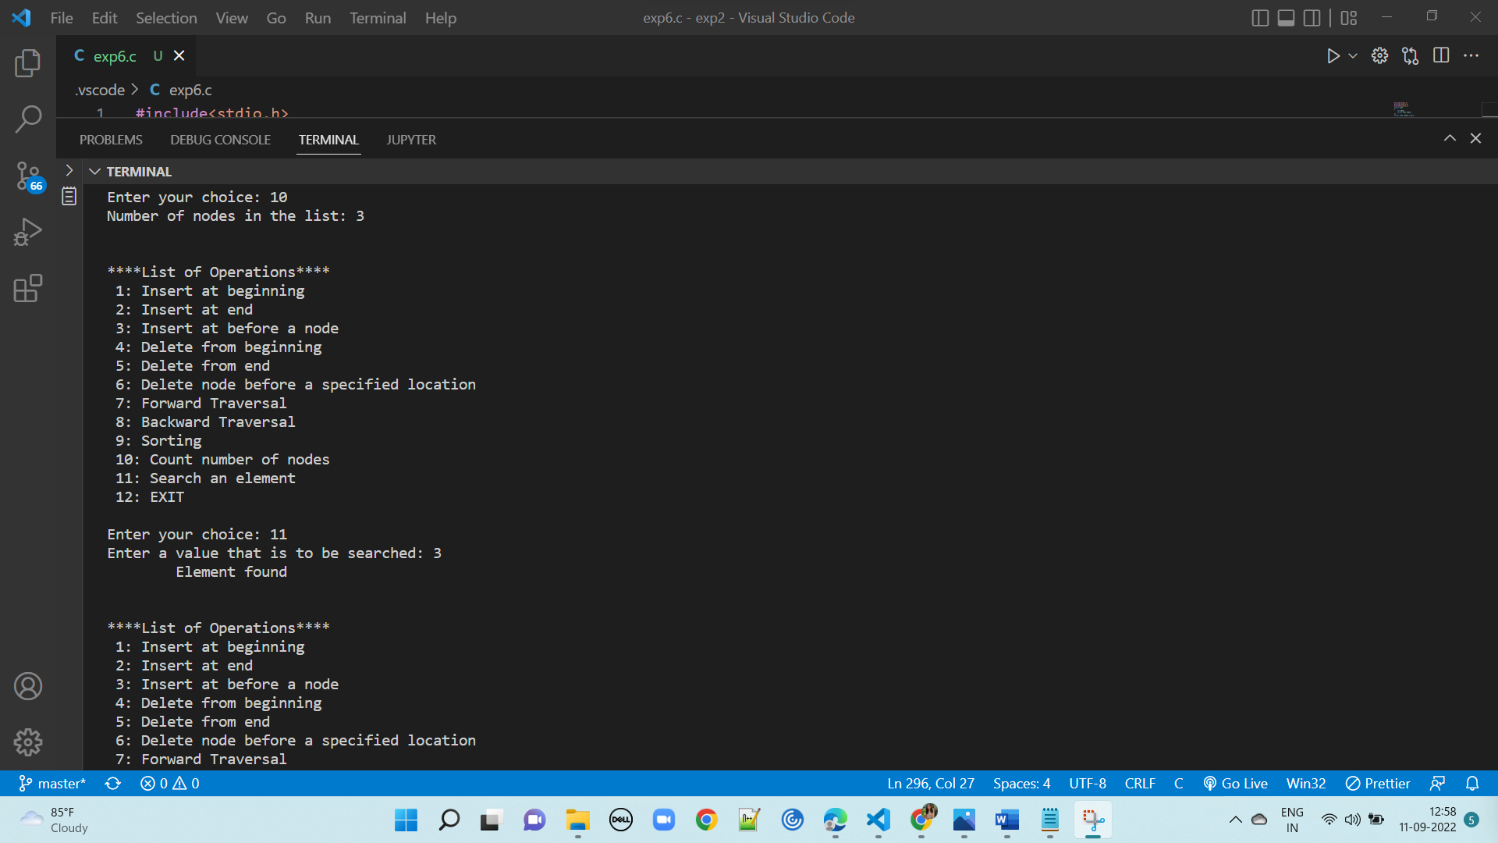 File Edit Selection View Go Run Terminal Help exp6.c - exp2 - Visual Studio Code
C exp6.c U
.vscode > C exp6.c
1 #include<stdio.h>
PROBLEMS DEBUG CONSOLE TERMINAL JUPYTER
TERMINAL
66
Enter your choice: 10
Number of nodes in the list: 3
****List of Operations****
1: Insert at beginning
2: Insert at end
3: Insert at before a node
4: Delete from beginning
5: Delete from end
6: Delete node before a specified location
7: Forward Traversal
8: Backward Traversal
9: Sorting
10: Count number of nodes
11: Search an element
12: EXIT
Enter your choice: 11
Enter a value that is to be searched: 3
Element found
****List of Operations****
1: Insert at beginning
2: Insert at end
3: Insert at before a node
4: Delete from beginning
5: Delete from end
6: Delete node before a specified location
7: Forward Traversal
master* 0 0 Ln 296, Col 27 Spaces: 4 UTF-8 CRLF C Go Live Win32 Prettier
85°F
Cloudy
DELL
W
ENG
IN
12:58
11-09-2022
5